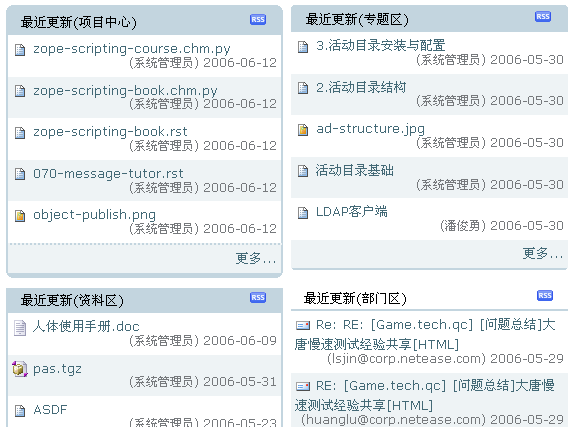 最近更新(项目中心) RSS
zope-scripting-course.chm.py
(系统管理员) 2006-06-12
zope-scripting-book.chm.py
(系统管理员) 2006-06-12
zope-scripting-book.rst
(系统管理员) 2006-06-12
070-message-tutor.rst
(系统管理员) 2006-06-12
object-publish.png
(系统管理员) 2006-06-12
更多...
最近更新(专题区) RSS
3.活动目录安装与配置
(系统管理员) 2006-05-30
2.活动目录结构
(系统管理员) 2006-05-30
ad-structure.jpg
(系统管理员) 2006-05-30
活动目录基础
(系统管理员) 2006-05-30
LDAP客户端
(潘俊勇) 2006-05-30
更多...
最近更新(资料区) RSS
人体使用手册.doc
(系统管理员) 2006-06-09
pas.tgz
(系统管理员) 2006-05-31
ASDF
(系统管理员) 2006-05-23
最近更新(部门区) RSS
Re: RE: [Game.tech.qc] [问题总结]大
唐慢速测试经验共享[HTML]
(lsjin@corp.netease.com) 2006-05-29
RE: [Game.tech.qc] [问题总结]大唐慢
速测试经验共享[HTML]
(huanglu@corp.netease.com) 2006-05-29